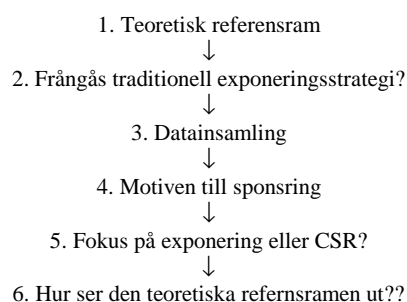 1. Teoretisk referensram
↓
2. Frångås traditionell exponeringsstrategi?
↓
3. Datainsamling
↓
4. Motiven till sponsring
↓
5. Fokus på exponering eller CSR?
↓
6. Hur ser den teoretiska refernsramen ut??